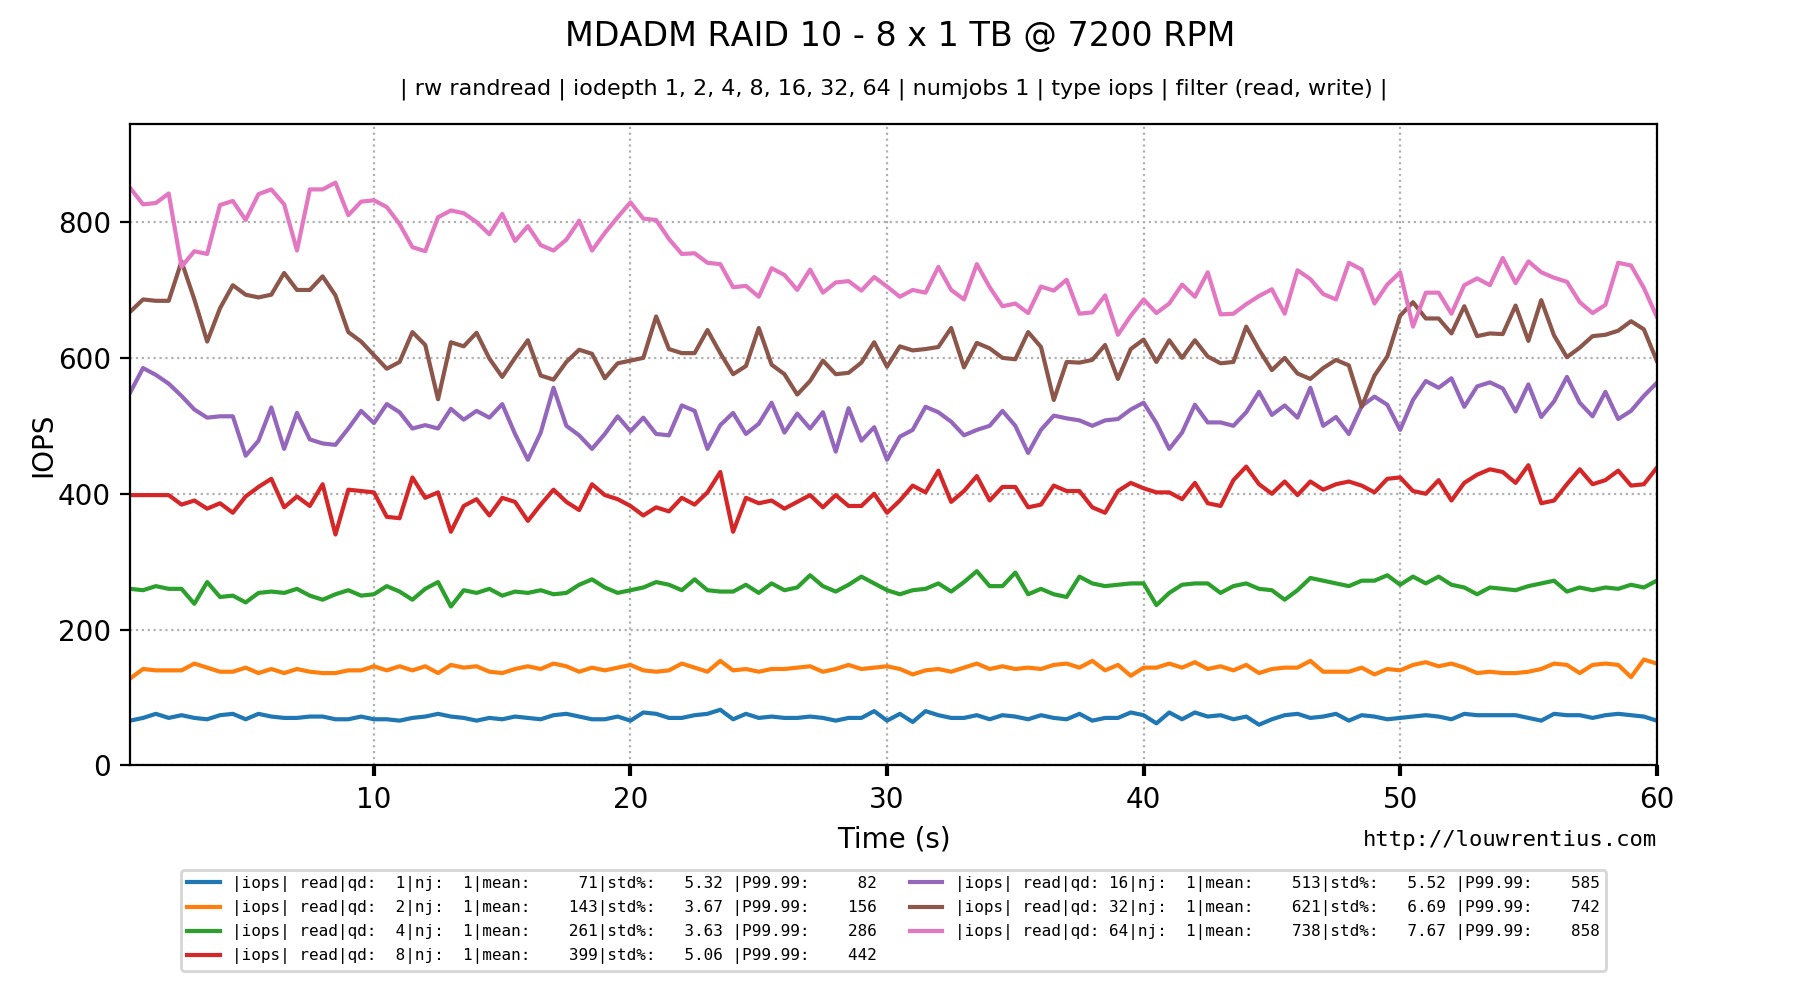 MDADM RAID 10 - 8 x 1 TB @ 7200 RPM
| rw randread | iodepth 1, 2, 4, 8, 16, 32, 64 | numjobs 1 | type iops | filter (read, write) |
800
600
400
200
0
IOPS
10 20 30 40 50 60
Time (s)
http://louwrentius.com
|iops| read|qd: 1|nj: 1|mean: 71|std%: 5.32 |P99.99: 82
|iops| read|qd: 2|nj: 1|mean: 143|std%: 3.67 |P99.99: 156
|iops| read|qd: 4|nj: 1|mean: 261|std%: 3.63 |P99.99: 286
|iops| read|qd: 8|nj: 1|mean: 399|std%: 5.06 |P99.99: 442
|iops| read|qd: 16|nj: 1|mean: 513|std%: 5.52 |P99.99: 585
|iops| read|qd: 32|nj: 1|mean: 621|std%: 6.69 |P99.99: 742
|iops| read|qd: 64|nj: 1|mean: 738|std%: 7.67 |P99.99: 858